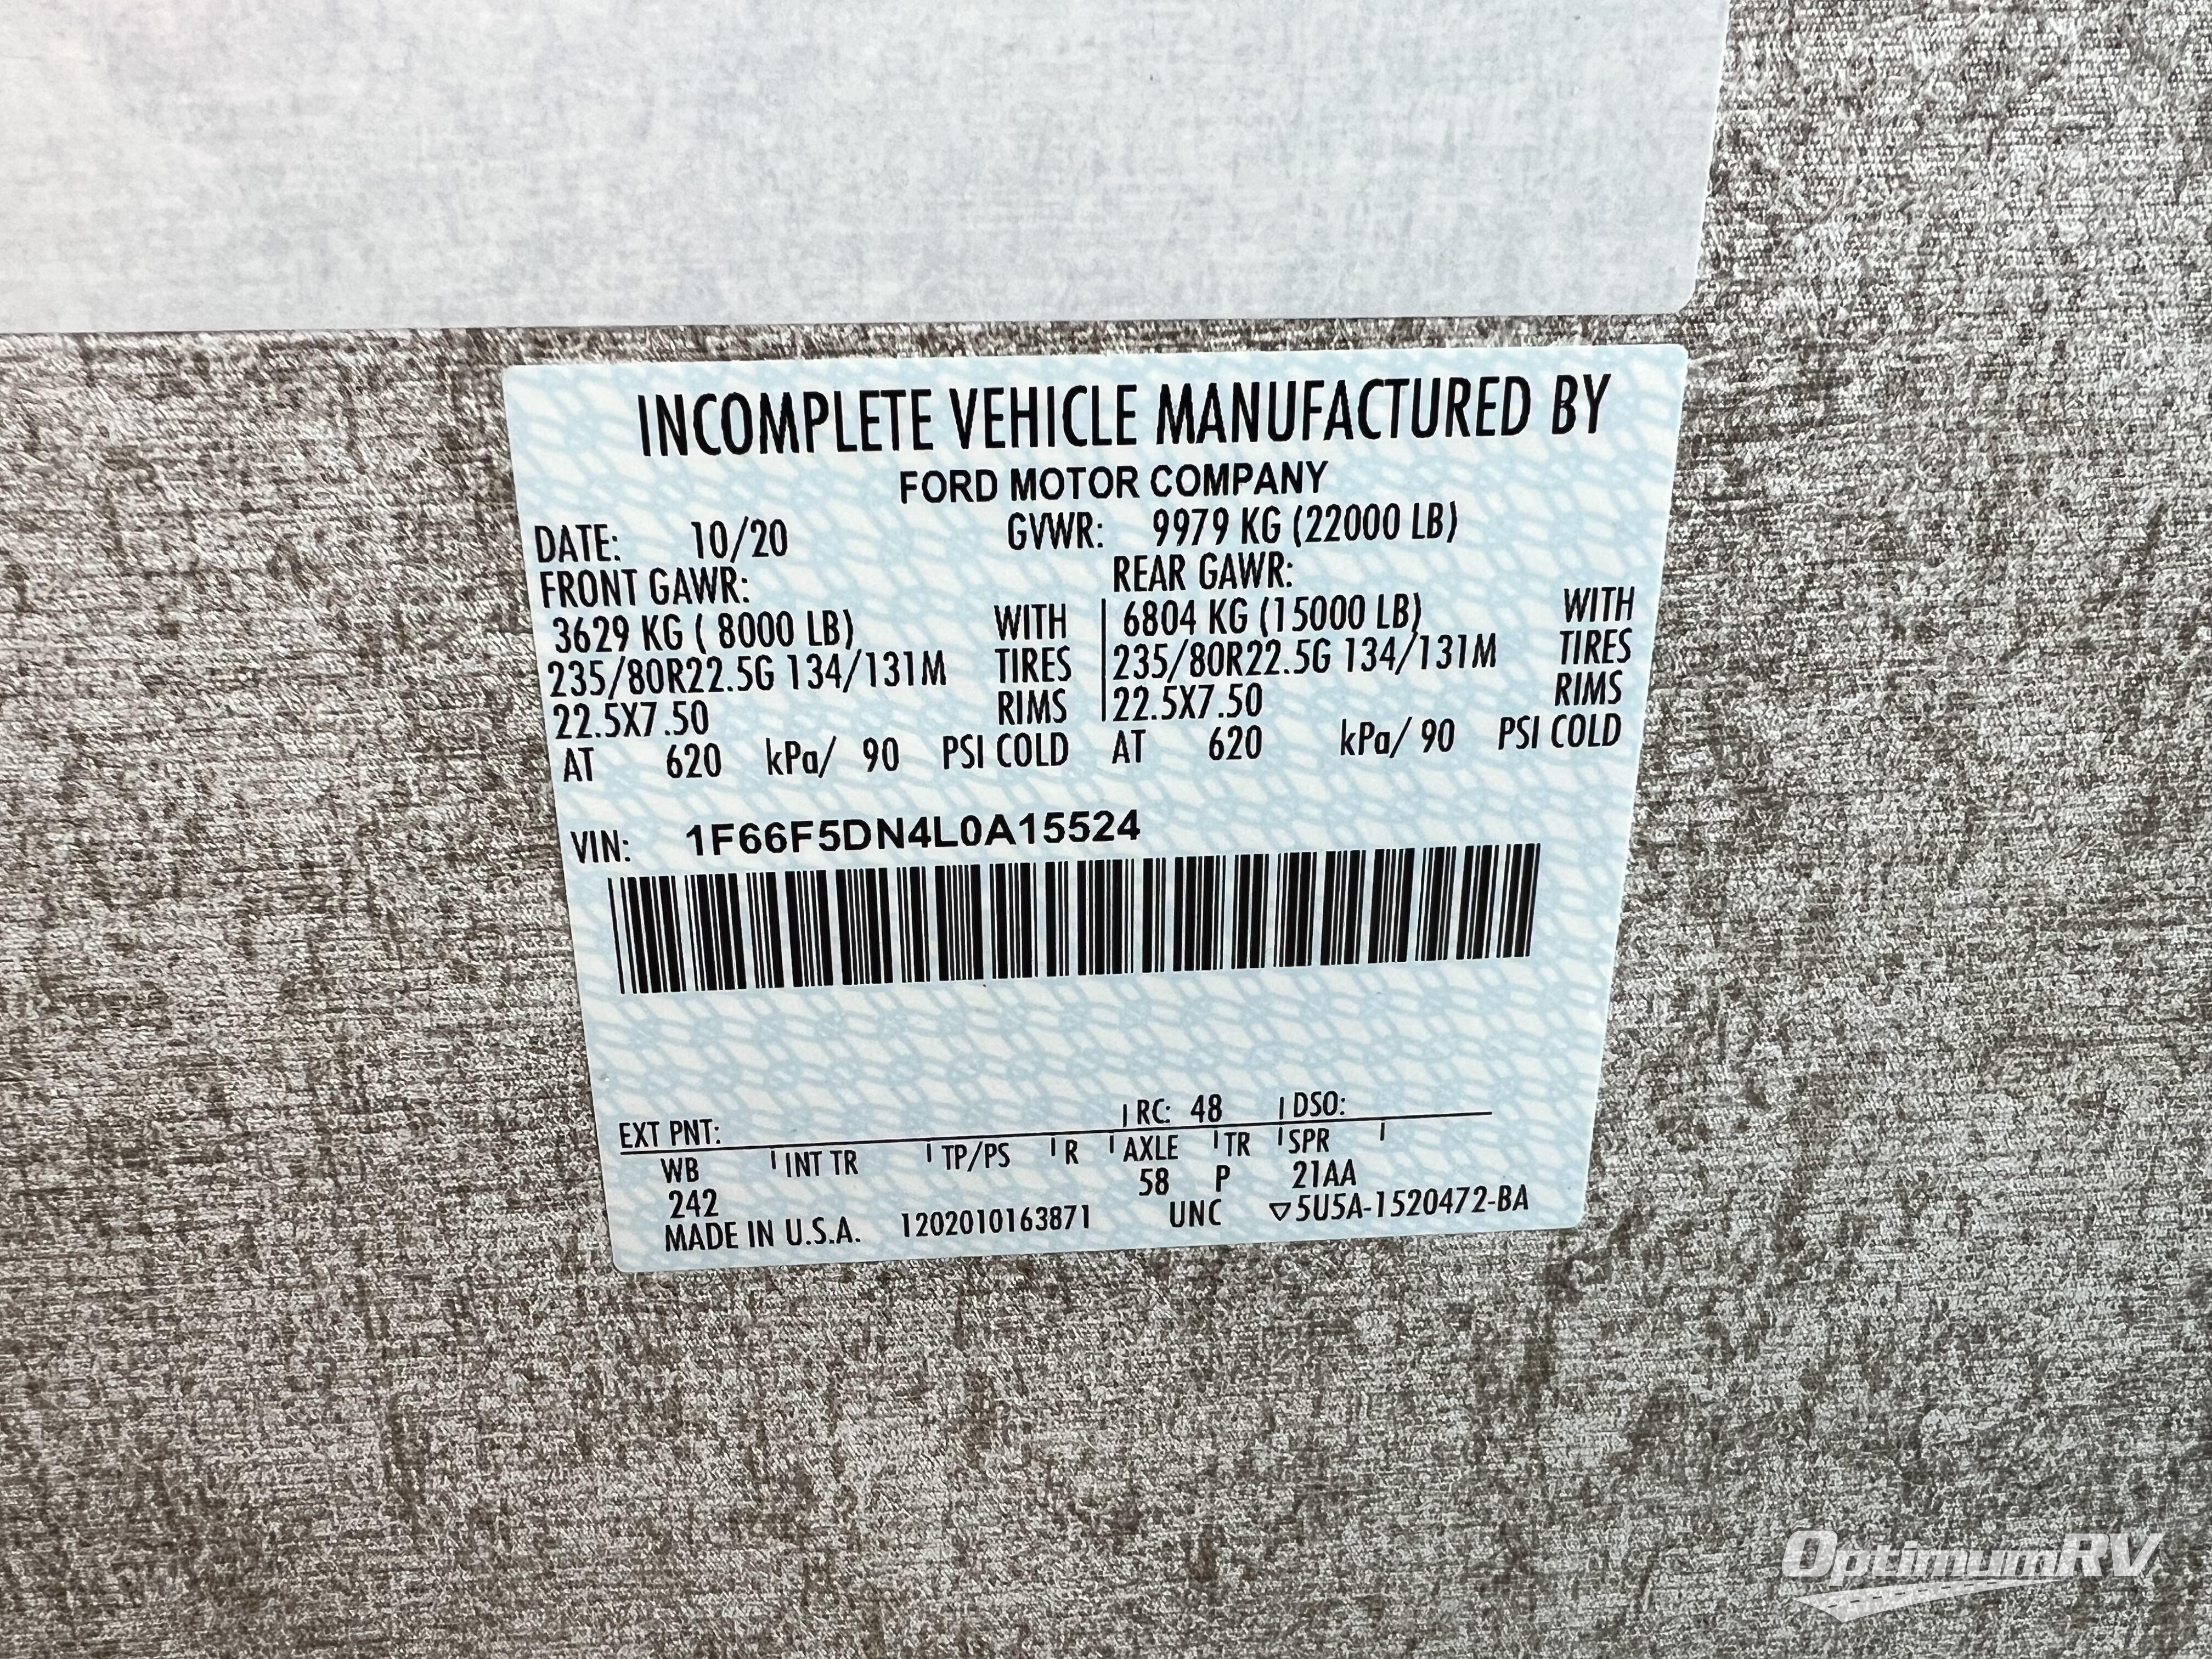 INCOMPLETE VEHICLE MANUFACTURED BY
FORD MOTOR COMPANY
DATE: 10/20 GVWR: 9979 KG (22000 LB)
FRONT GAWR: REAR GAWR:
3629 KG ( 8000 LB) WITH 6804 KG (15000 LB) WITH
235/80R22.5G 134/131M TIRES 235/80R22.5G 134/131M TIRES
22.5X7.50 RIMS 22.5X7.50 RIMS
AT 620 kPa/ 90 PSI COLD AT 620 kPa/ 90 PSI COLD
VIN: 1F66F5DN4L0A15524
EXT PNT: RC: 48 DSO:
WB INT TR TP/PS R AXLE TR SPR
242 58 P 21AA
MADE IN U.S.A. 1202010163871 UNC ▽5U5A-1520472-BA
OptimumRV